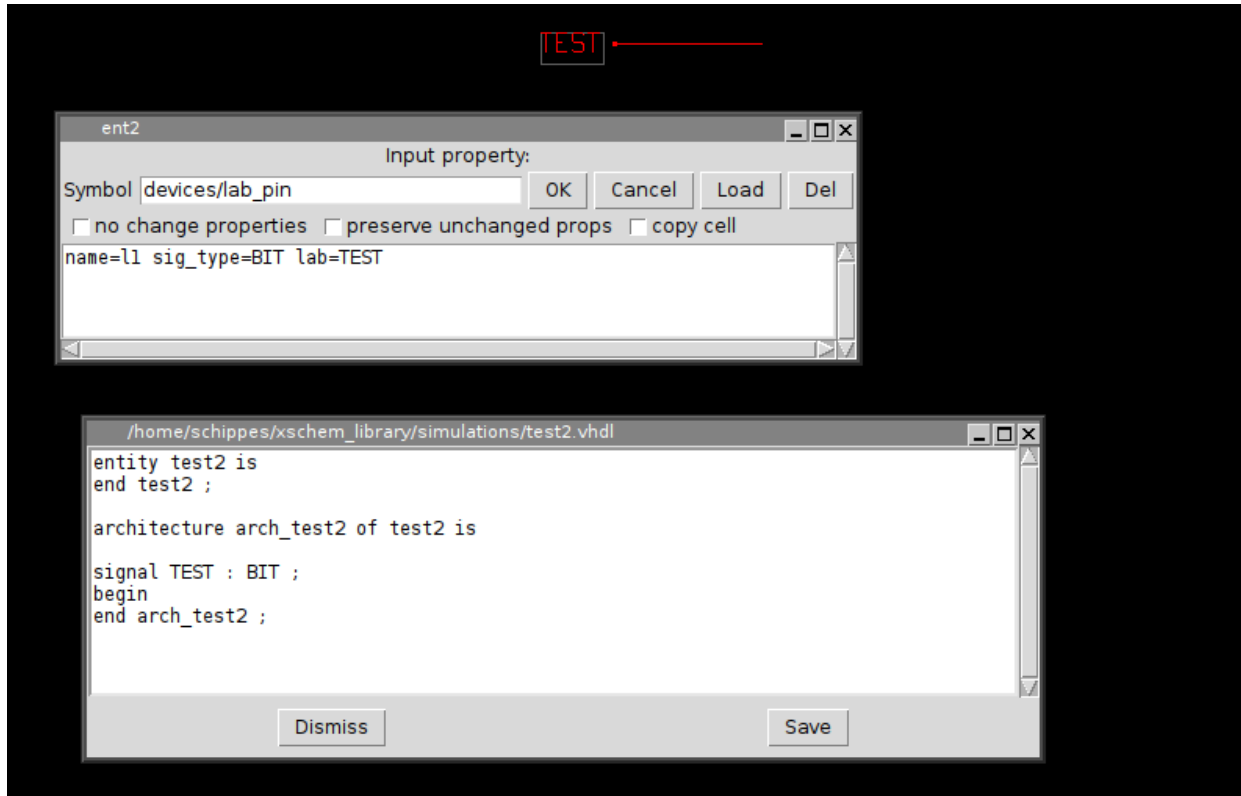 TEST
ent2
Input property:
Symbol devices/lab_pin OK Cancel Load Del
no change properties preserve unchanged props copy cell
name=l1 sig_type=BIT lab=TEST
/home/schippes/xschem_library/simulations/test2.vhdl
entity test2 is
end test2 ;
architecture arch_test2 of test2 is
signal TEST : BIT ;
begin
end arch_test2 ;
Dismiss Save